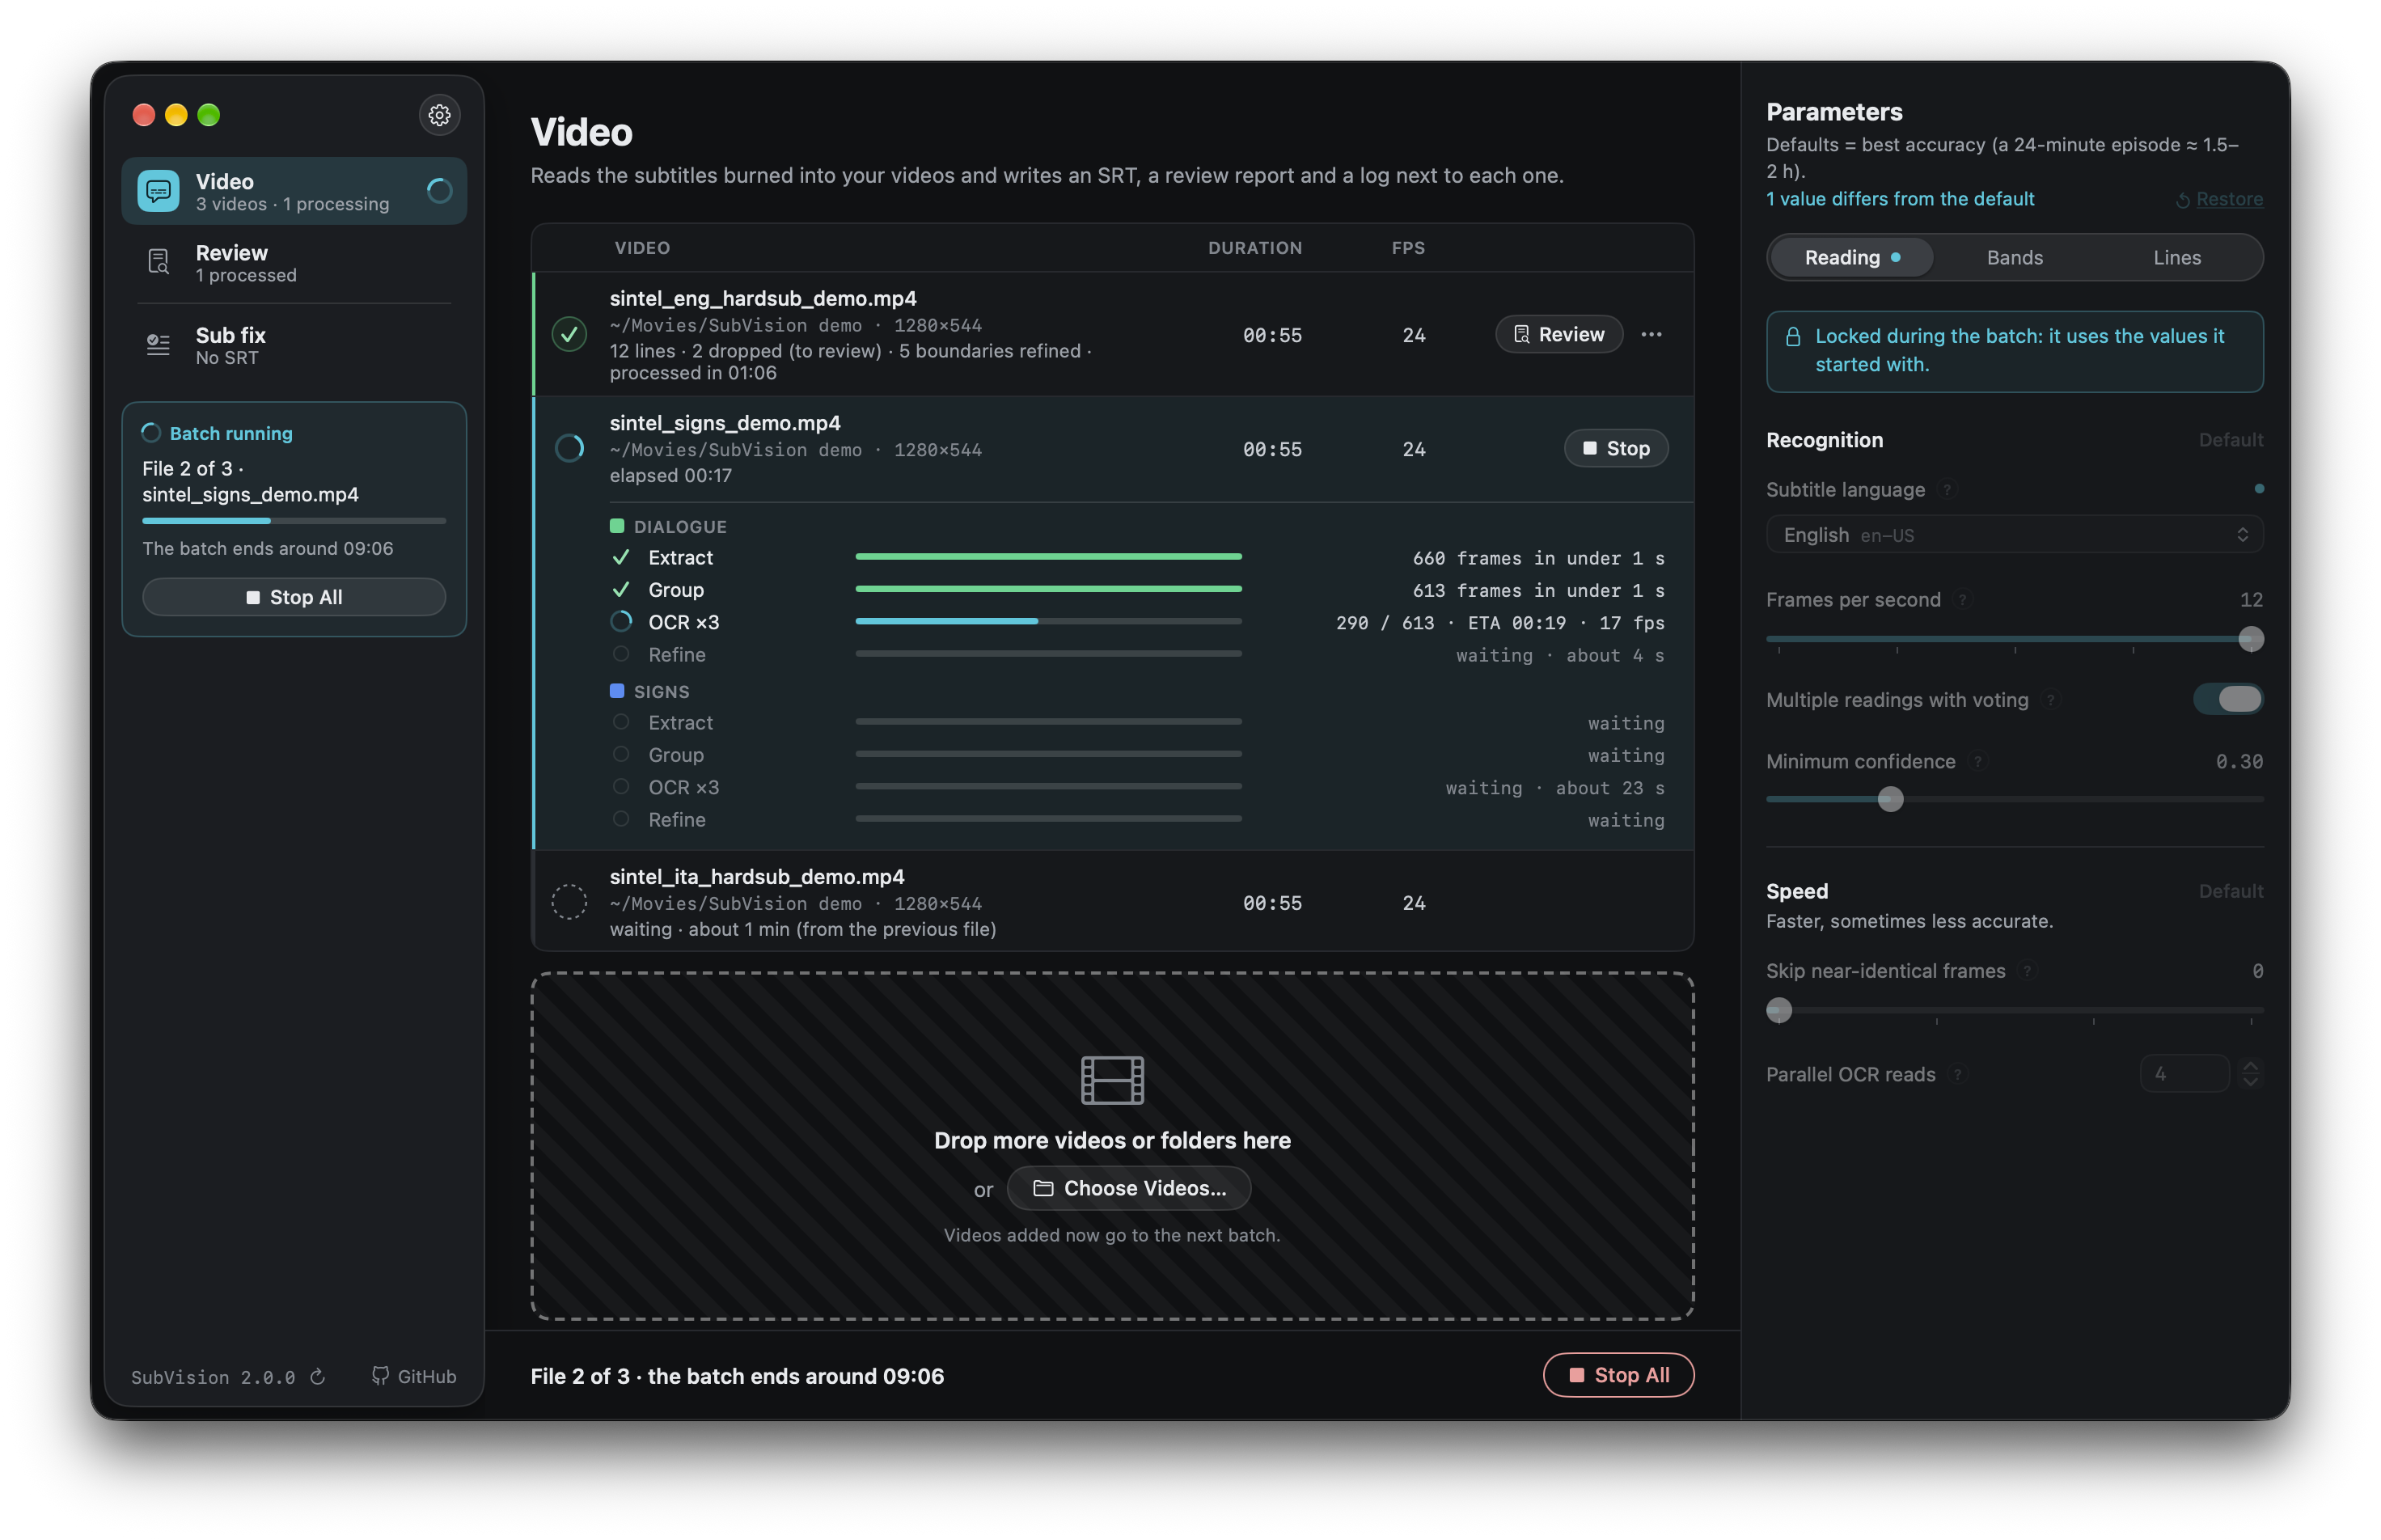 Video
3 videos · 1 processing
Review
1 processed
Sub fix
No SRT
Batch running
File 2 of 3 ·
sintel_signs_demo.mp4
The batch ends around 09:06
Stop All
SubVision 2.0.0
GitHub
Video
Reads the subtitles burned into your videos and writes an SRT, a review report and a log next to each one.
VIDEO DURATION FPS
sintel_eng_hardsub_demo.mp4
~/Movies/SubVision demo · 1280×544
12 lines · 2 dropped (to review) · 5 boundaries refined ·
processed in 01:06
00:55 24 Review
sintel_signs_demo.mp4
~/Movies/SubVision demo · 1280×544
elapsed 00:17
00:55 24 Stop
DIALOGUE
Extract 660 frames in under 1 s
Group 613 frames in under 1 s
OCR ×3 290 / 613 · ETA 00:19 · 17 fps
Refine waiting · about 4 s
SIGNS
Extract waiting
Group waiting
OCR ×3 waiting · about 23 s
Refine waiting
sintel_ita_hardsub_demo.mp4
~/Movies/SubVision demo · 1280×544
waiting · about 1 min (from the previous file)
00:55 24
Drop more videos or folders here
or Choose Videos...
Videos added now go to the next batch.
File 2 of 3 · the batch ends around 09:06
Stop All
Parameters
Defaults = best accuracy (a 24-minute episode ≈ 1.5–
2 h).
1 value differs from the default Restore
Reading Bands Lines
Locked during the batch: it uses the values it
started with.
Recognition Default
Subtitle language ?
English en-US
Frames per second ? 12
Multiple readings with voting ?
Minimum confidence ? 0.30
Speed Default
Faster, sometimes less accurate.
Skip near-identical frames ? 0
Parallel OCR reads ? 4